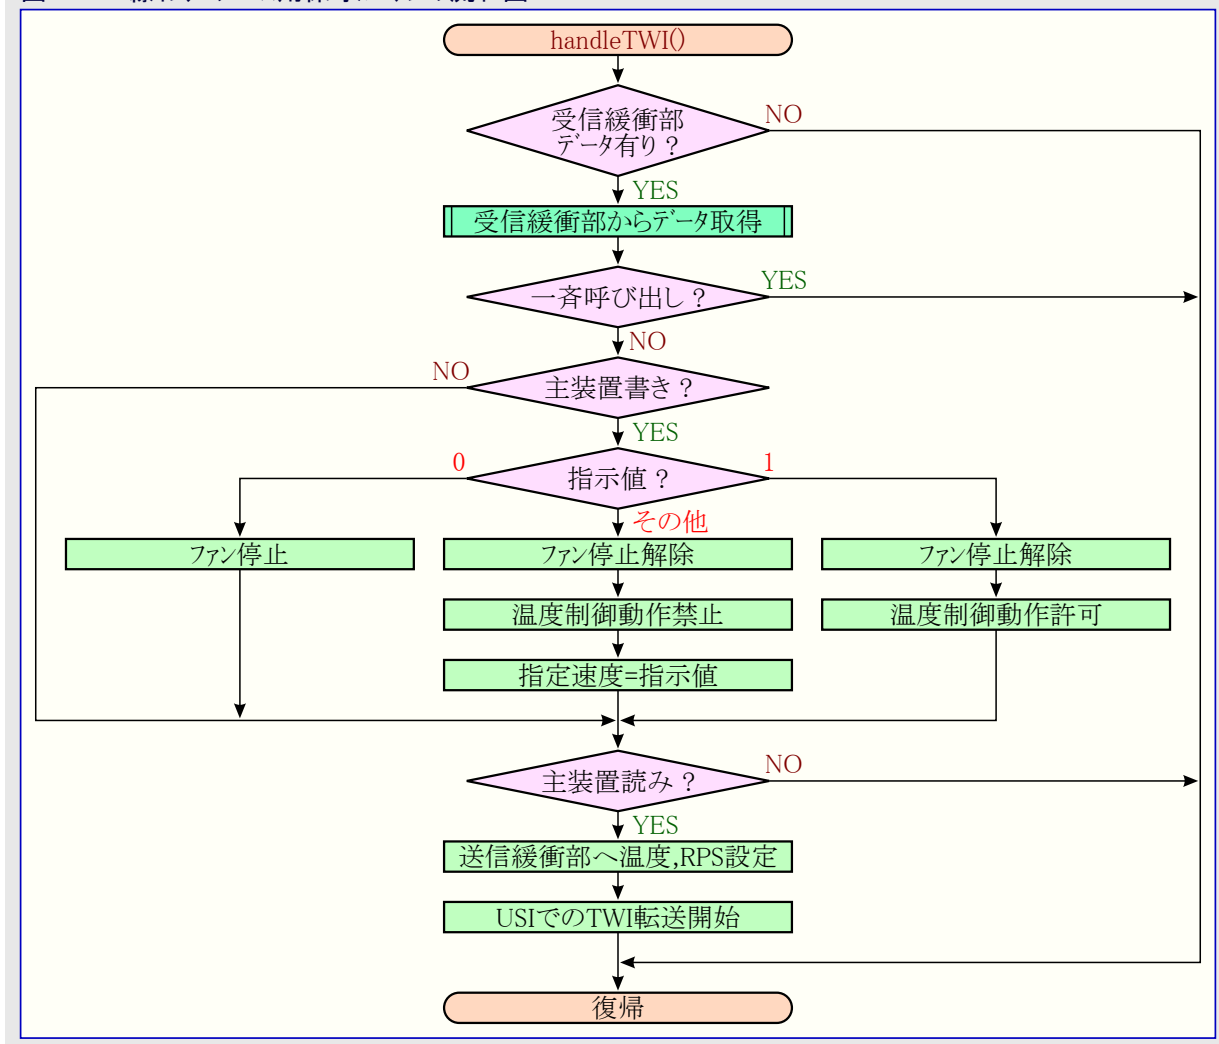 handleTWI()
受信緩衝部
データ有り？
NO
YES
受信緩衝部からデータ取得
一斉呼び出し？
YES
NO
主装置書き？
NO
YES
指示値？
0
1
その他
ファン停止
ファン停止解除
ファン停止解除
温度制御動作禁止
温度制御動作許可
指定速度=指示値
主装置読み？
NO
YES
送信緩衝部へ温度,RPS設定
USIでのTWI転送開始
復帰